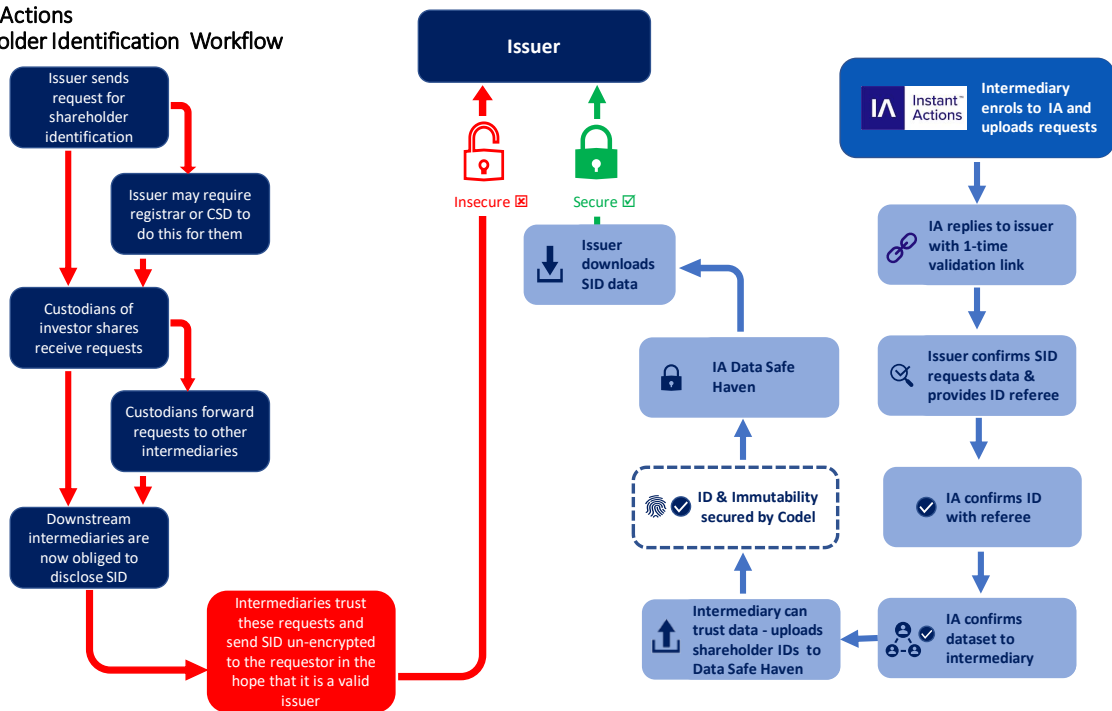 Actions
older Identification Workflow
Issuer sends
request for
shareholder
identification
Issuer may require
registrar or CSD to
do this for them
Custodians of
investor shares
receive requests
Custodians forward
requests to other
intermediaries
Downstream
intermediaries are
now obliged to
disclose SID
Intermediaries trust
these requests and
send SID un-encrypted
to the requestor in the
hope that it is a valid
issuer
Issuer
Insecure ☒
Secure ☑
Issuer
downloads
SID data
IA Data Safe
Haven
ID & Immutability
secured by Codel
Intermediary can
trust data - uploads
shareholder IDs to
Data Safe Haven
IA Instant™
Actions
Intermediary
enrols to IA and
uploads requests
IA replies to issuer
with 1-time
validation link
Issuer confirms SID
requests data &
provides ID referee
IA confirms ID
with referee
IA confirms
dataset to
intermediary